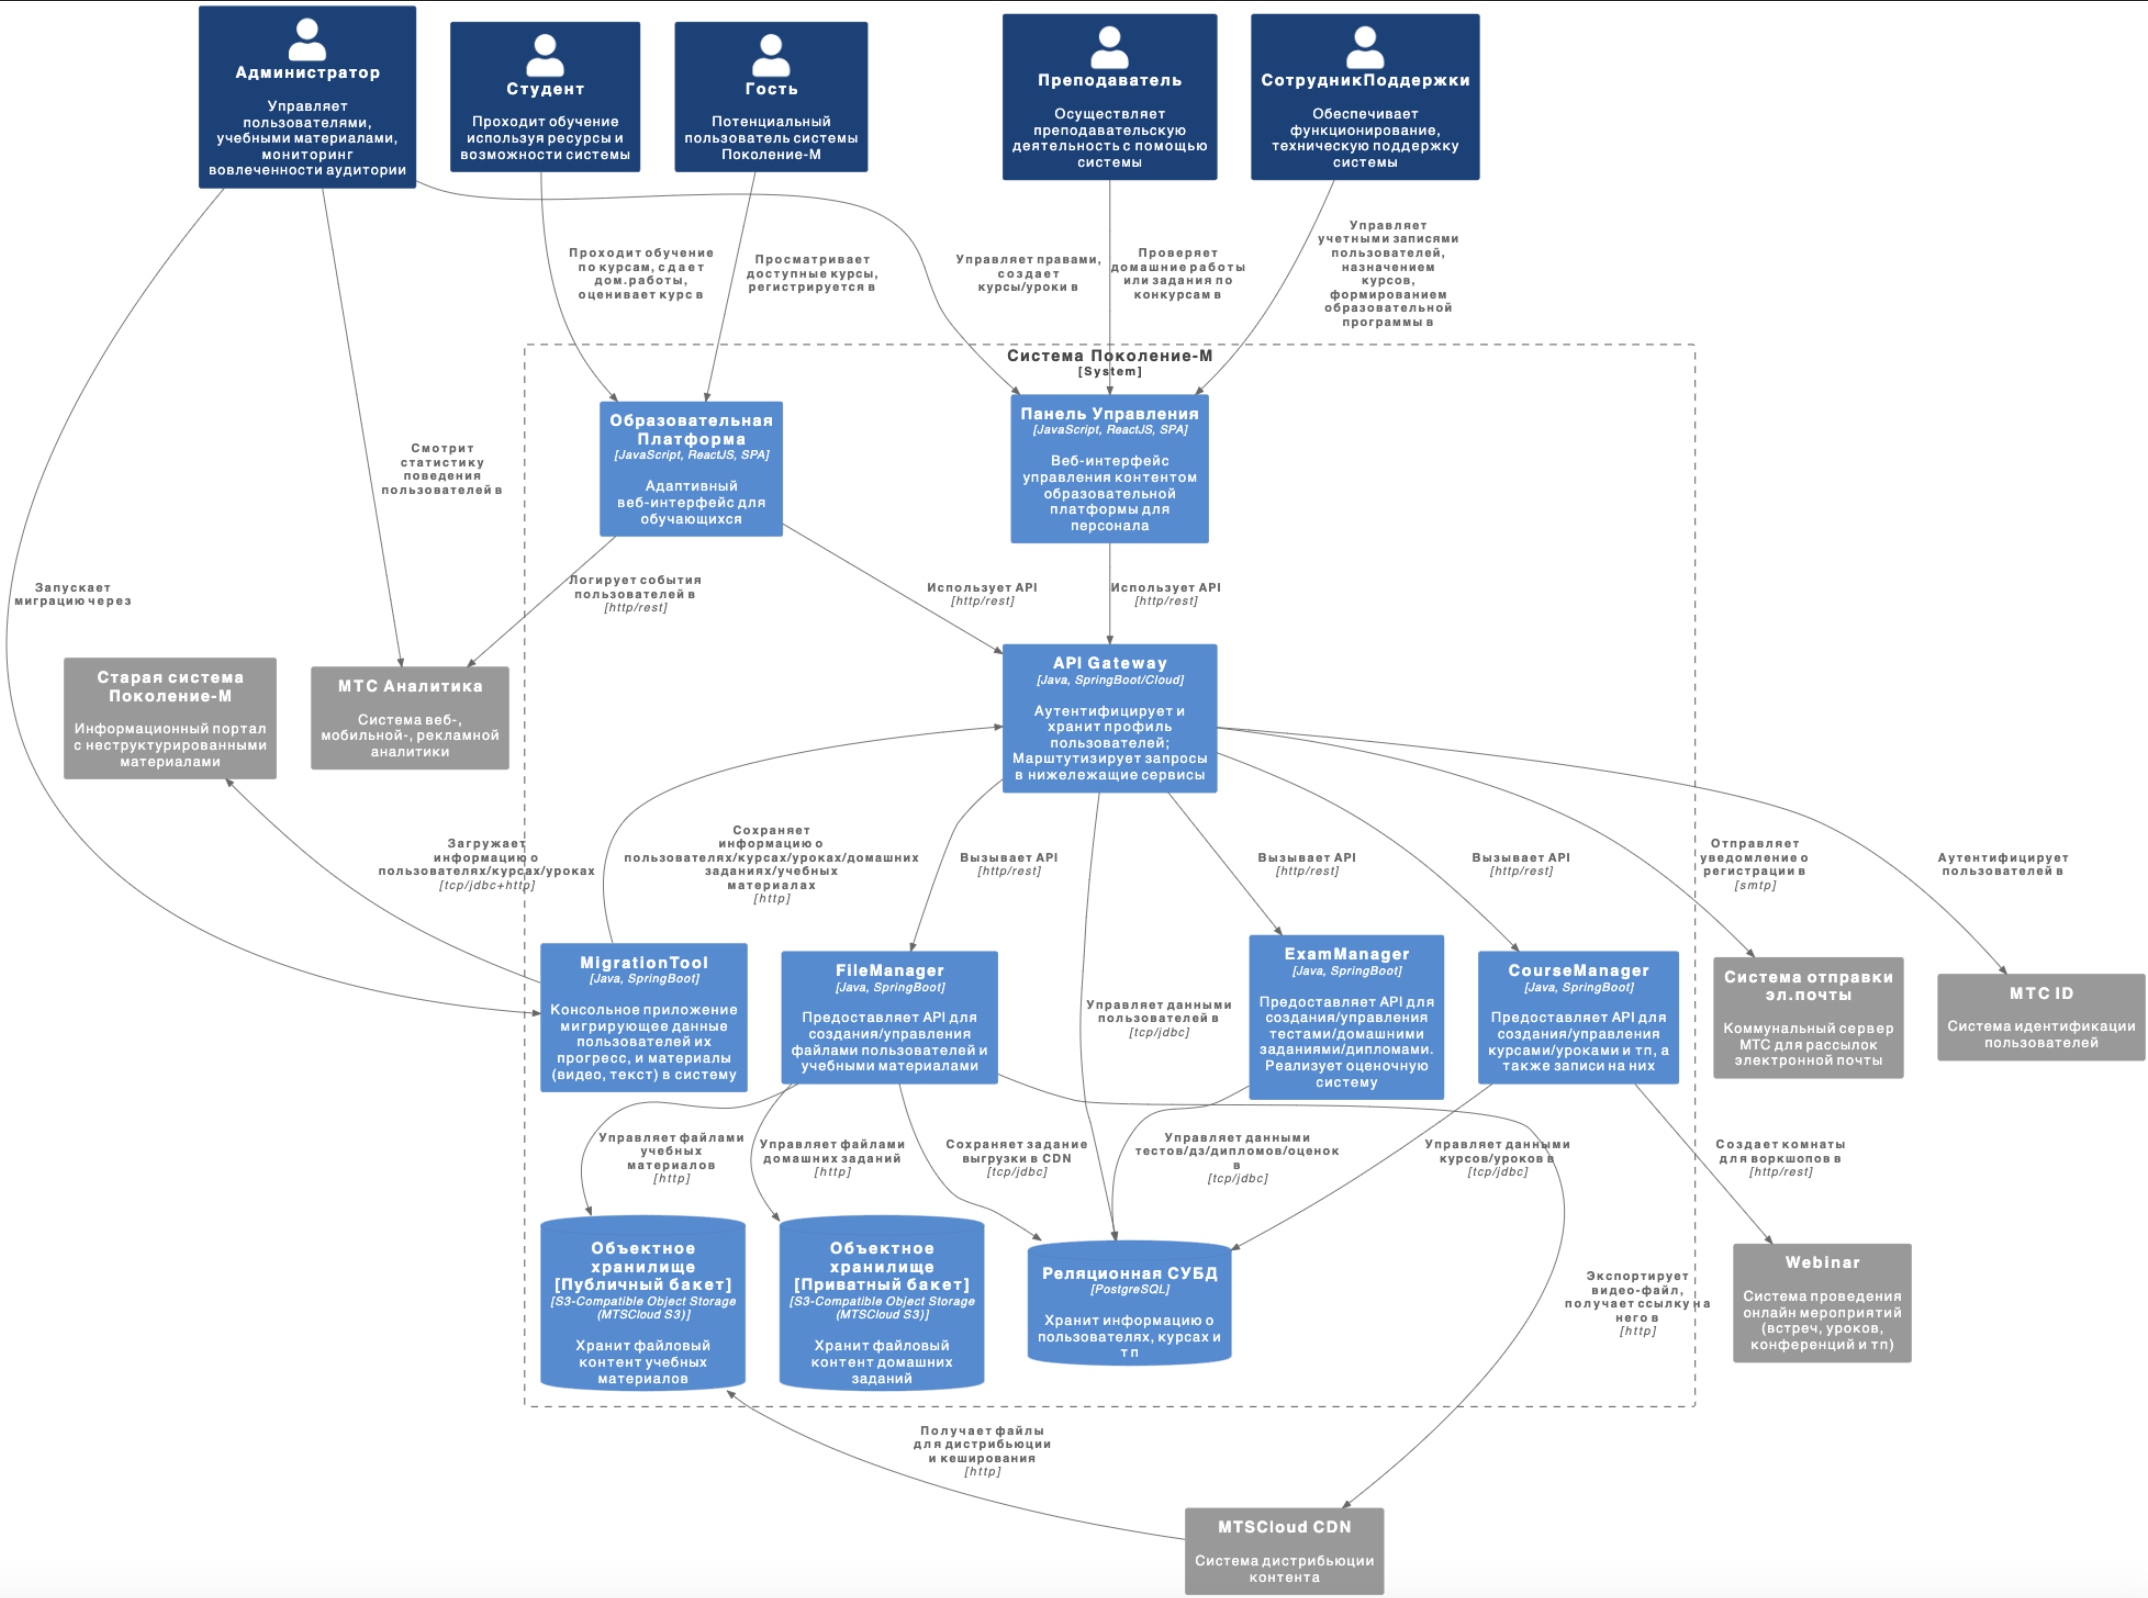 Администратор
Управляет
пользователями,
учебными материалами,
мониторинг
вовлеченности аудитории
Студент
Проходит обучение
используя ресурсы и
возможности системы
Гость
Потенциальный
пользователь системы
Поколение-М
Преподаватель
Осуществляет
преподавательскую
деятельность с помощью
системы
СотрудникПоддержки
Обеспечивает
функционирование,
техническую поддержку
системы
Проходит обучение
по курсам, сдает
дом.работы,
оценивает курс в
Просматривает
доступные курсы,
регистрируется в
Управляет правами,
создает
курсы/уроки в
Проверяет
домашние работы
или задания по
конкурсам в
Управляет
учетными записями
пользователей,
назначением
курсов,
формированием
образовательной
программы в
Система Поколение-М
[System]
Образовательная
Платформа
[JavaScript, ReactJS, SPA]
Адаптивный
веб-интерфейс для
обучающихся
Панель Управления
[JavaScript, ReactJS, SPA]
Веб-интерфейс
управления контентом
образовательной
платформы для
персонала
Смотрит
статистику
поведения
пользователей в
Запускает
миграцию через
Логирует события
пользователей в
[http/rest]
Использует API
[http/rest]
Использует API
[http/rest]
Старая система
Поколение-М
Информационный портал
с неструктурированными
материалами
МТС Аналитика
Система веб-,
мобильной-, рекламной
аналитики
API Gateway
[Java, SpringBoot/Cloud]
Аутентифицирует и
хранит профиль
пользователей;
Марштутизирует запросы
в нижележащие сервисы
Загружает
информацию о
пользователях/курсах/уроках
[tcp/jdbc+http]
Сохраняет
информацию о
пользователях/курсах/уроках/домашних
заданиях/учебных
материалах
[http]
Вызывает API
[http/rest]
Вызывает API
[http/rest]
Вызывает API
[http/rest]
Отправляет
уведомление о
регистрации в
[smtp]
Аутентифицирует
пользователей в
MigrationTool
[Java, SpringBoot]
Консольное приложение
мигрирующее данные
пользователей их
прогресс, и материалы
(видео, текст) в систему
FileManager
[Java, SpringBoot]
Предоставляет API для
создания/управления
файлами пользователей и
учебными материалами
Управляет данными
пользователей в
[tcp/jdbc]
ExamManager
[Java, SpringBoot]
Предоставляет API для
создания/управления
тестами/домашними
заданиями/дипломами.
Реализует оценочную
систему
CourseManager
[Java, SpringBoot]
Предоставляет API для
создания/управления
курсами/уроками и тп, а
также записи на них
Система отправки
эл.почты
Коммунальный сервер
МТС для рассылок
электронной почты
МТС ID
Система идентификации
пользователей
Управляет файлами
учебных
материалов
[http]
Управляет файлами
домашних заданий
[http]
Сохраняет задание
выгрузки в CDN
[tcp/jdbc]
Управляет данными
тестов/дз/дипломов/оценок
в
[tcp/jdbc]
Управляет данными
курсов/уроков в
[tcp/jdbc]
Создает комнаты
для воркшопов в
[http/rest]
Объектное
хранилище
[Публичный бакет]
[S3-Compatible Object Storage
(MTSCloud S3)]
Хранит файловый
контент учебных
материалов
Объектное
хранилище
[Приватный бакет]
[S3-Compatible Object Storage
(MTSCloud S3)]
Хранит файловый
контент домашних
заданий
Реляционная СУБД
[PostgreSQL]
Хранит информацию о
пользователях, курсах и
тп
Экспортирует
видео-файл,
получает ссылку на
него в
[http]
Webinar
Система проведения
онлайн мероприятий
(встреч, уроков,
конференций и тп)
Получает файлы
для дистрибьюции
и кеширования
[http]
MTSCloud CDN
Система дистрибьюции
контента